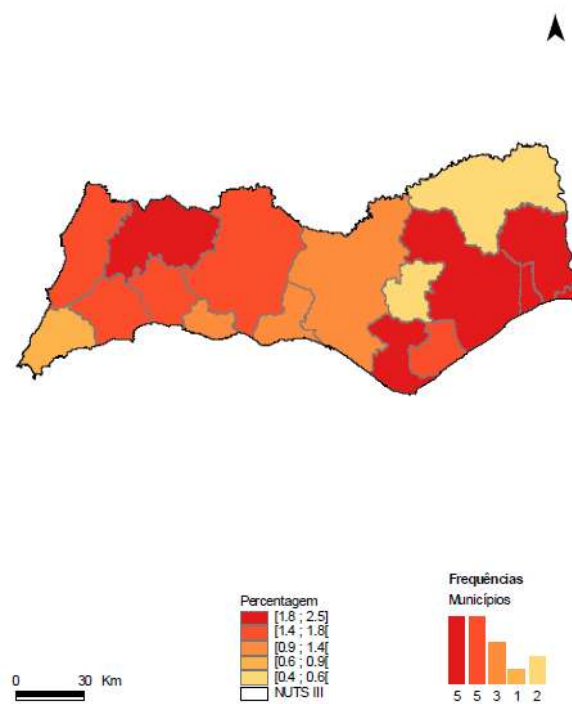 Percentagem
[1.8 ; 2.5]
[1.4 ; 1.8[
[0.9 ; 1.4[
[0.6 ; 0.9[
[0.4 ; 0.6[
NUTS III
Frequências
Municípios
5 5 3 1 2
0 30 Km